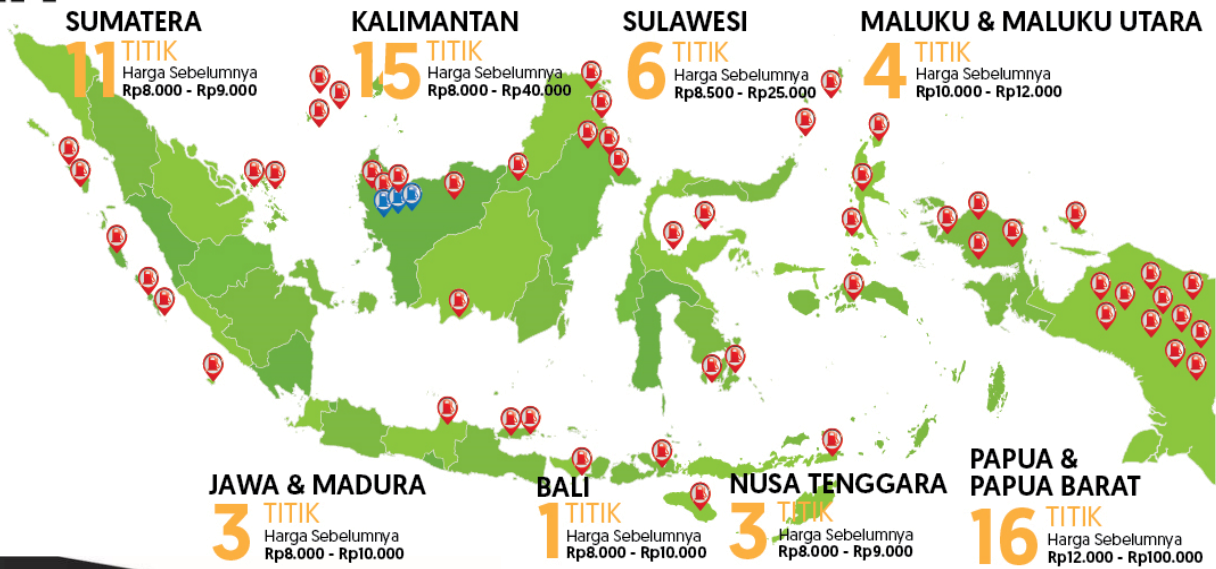 SUMATERA
11 TITIK
Harga Sebelumnya
Rp8.000 - Rp9.000
KALIMANTAN
15 TITIK
Harga Sebelumnya
Rp8.000 - Rp40.000
SULAWESI
6 TITIK
Harga Sebelumnya
Rp8.500 - Rp25.000
MALUKU & MALUKU UTARA
4 TITIK
Harga Sebelumnya
Rp10.000 - Rp12.000
JAWA & MADURA
3 TITIK
Harga Sebelumnya
Rp8.000 - Rp10.000
BALI
1 TITIK
Harga Sebelumnya
Rp8.000 - Rp10.000
NUSA TENGGARA
3 TITIK
Harga Sebelumnya
Rp8.000 - Rp9.000
PAPUA &
PAPUA BARAT
16 TITIK
Harga Sebelumnya
Rp12.000 - Rp100.000